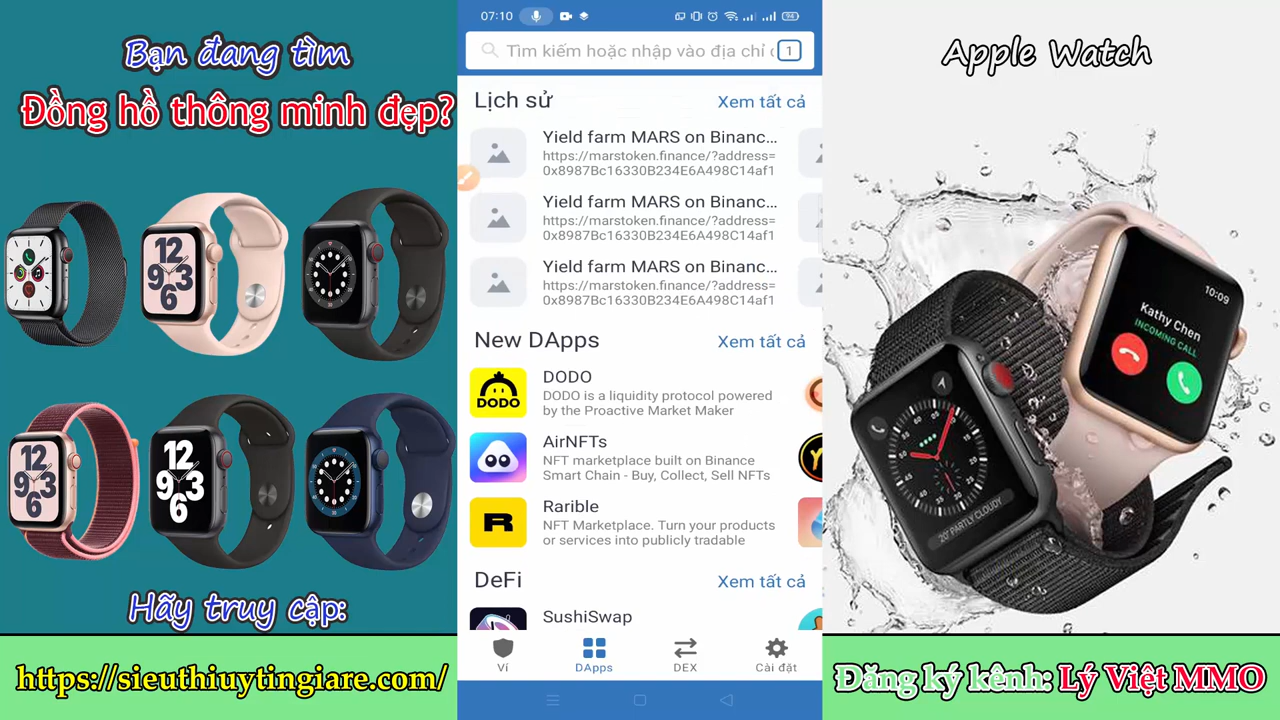 Bạn đang tìm
Đồng hồ thông minh đẹp?
Hãy truy cập:
https://sieuthiuytingiare.com/
07:10
94
Tìm kiếm hoặc nhập vào địa chỉ
1
Lịch sử
Xem tất cả
Yield farm MARS on Binanc...
https://marstoken.finance/?address=
0x8987Bc16330B234E6A498C14af1
Yield farm MARS on Binanc...
https://marstoken.finance/?address=
0x8987Bc16330B234E6A498C14af1
Yield farm MARS on Binanc...
https://marstoken.finance/?address=
0x8987Bc16330B234E6A498C14af1
New DApps
Xem tất cả
DODO
DODO
DODO is a liquidity protocol powered
by the Proactive Market Maker
AirNFTs
NFT marketplace built on Binance
Smart Chain - Buy, Collect, Sell NFTs
R
Rarible
NFT Marketplace. Turn your products
or services into publicly tradable
DeFi
Xem tất cả
SushiSwap
Ví
DApps
DEX
Cài đặt
Apple Watch
10:09
Kathy Chen
INCOMING CALL
20° PARTLY CLOUDY
Đăng ký kênh: Lý Việt MMO